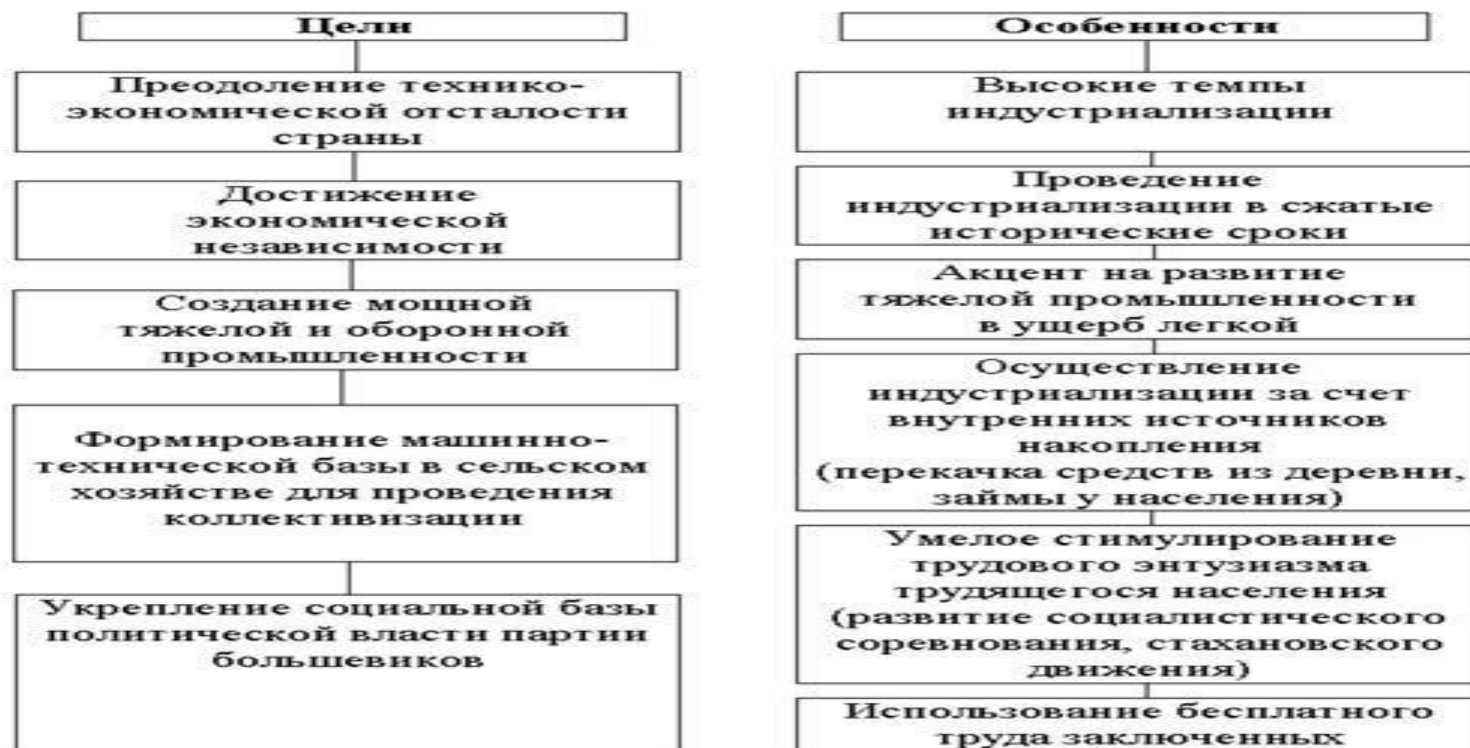 Цели
Преодоление технико-
экономической отсталости
страны
Достижение
экономической
независимости
Создание мощной
тяжелой и оборонной
промышленности
Формирование машинно-
технической базы в сельском
хозяйстве для проведения
коллективизации
Укрепление социальной базы
политической власти партии
большевиков
Особенности
Высокие темпы
индустриализации
Проведение
индустриализации в сжатые
исторические сроки
Акцент на развитие
тяжелой промышленности
в ущерб легкой
Осуществление
индустриализации за счет
внутренних источников
накопления
(перекачка средств из деревни,
займы у населения)
Умелое стимулирование
трудового энтузиазма
трудящегося населения
(развитие социалистического
соревнования, стахановского
движения)
Использование бесплатного
труда заключенных